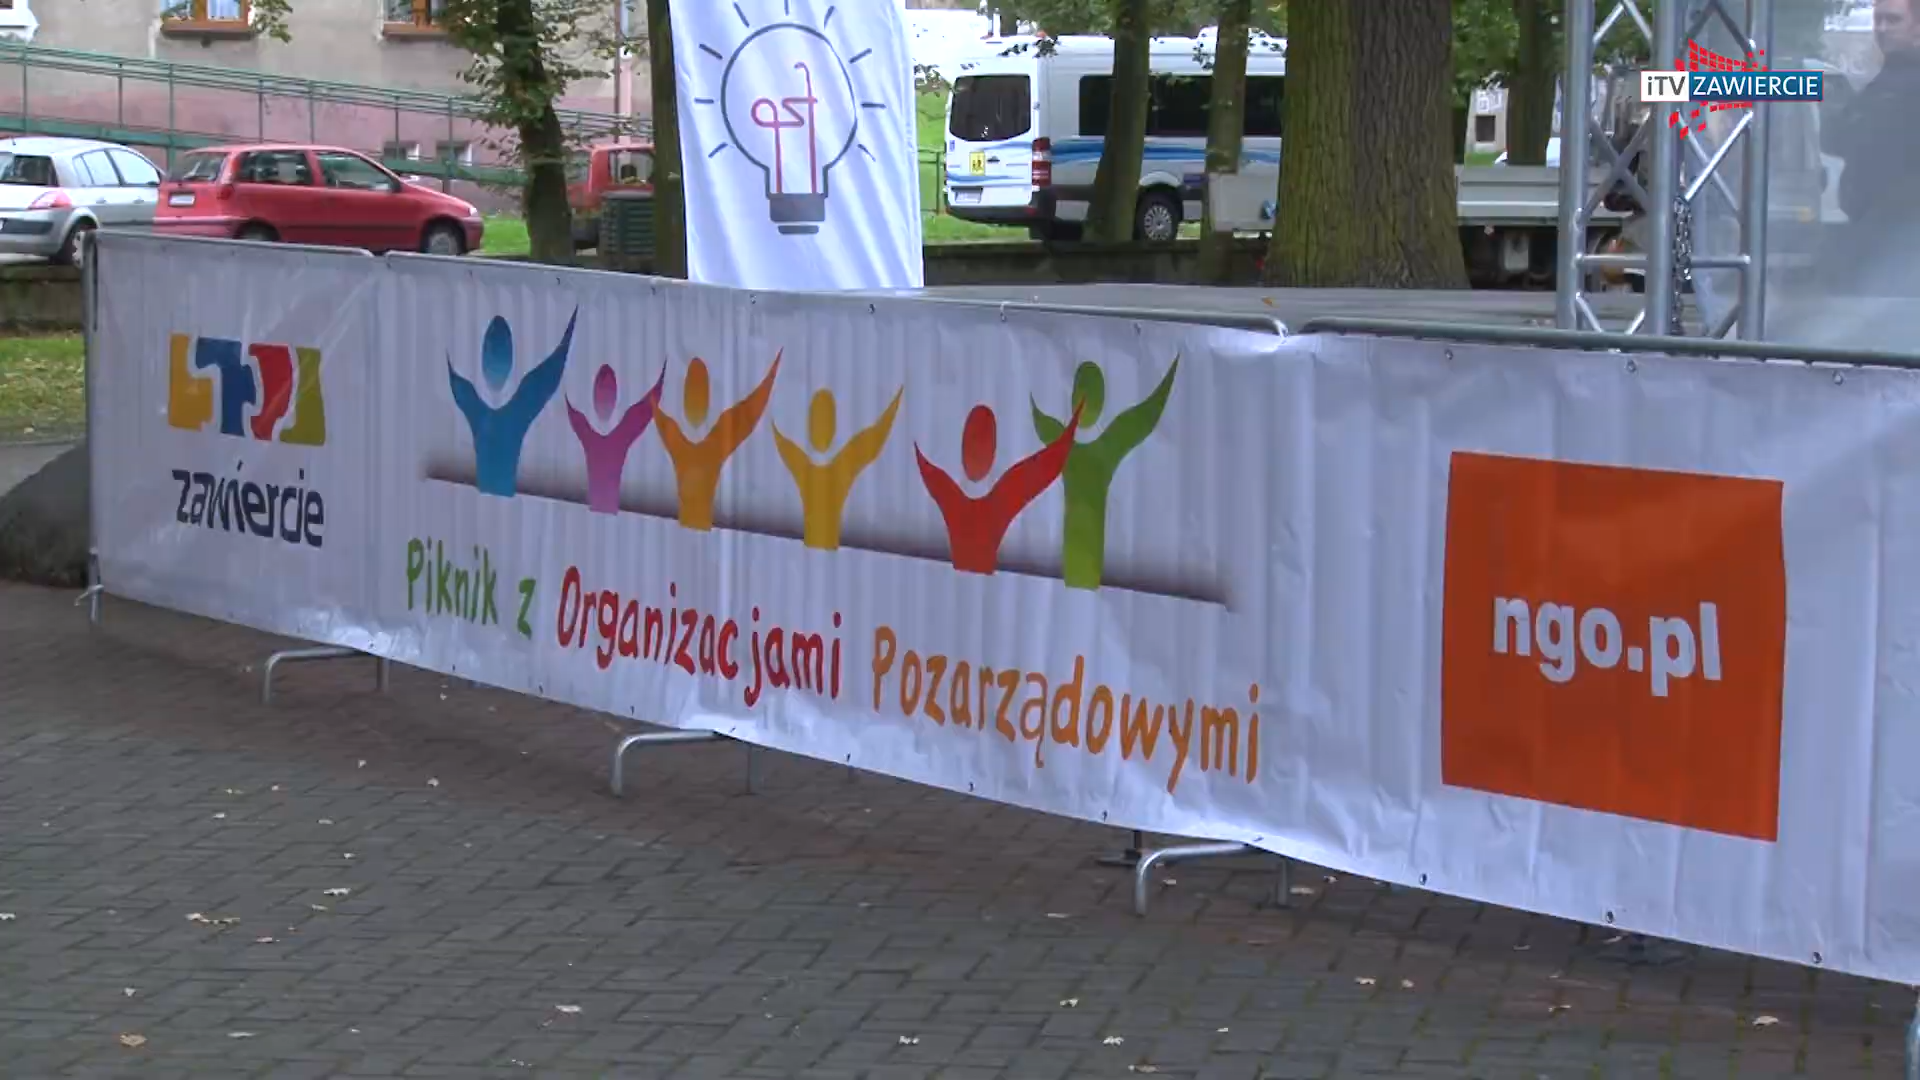 iTV ZAWIERCIE
zawiercie
Piknik z Organizacjami Pozarządowymi
ngo.pl